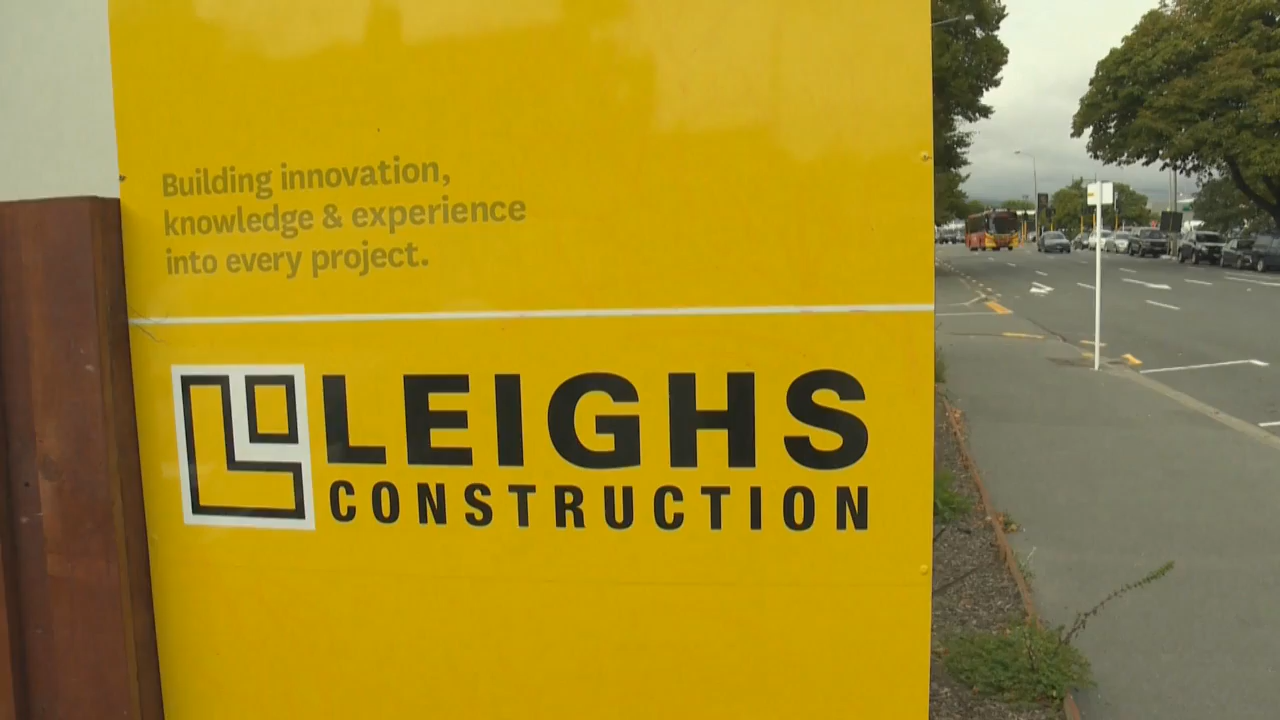 Building innovation,
knowledge & experience
into every project.
LEIGHS
CONSTRUCTION